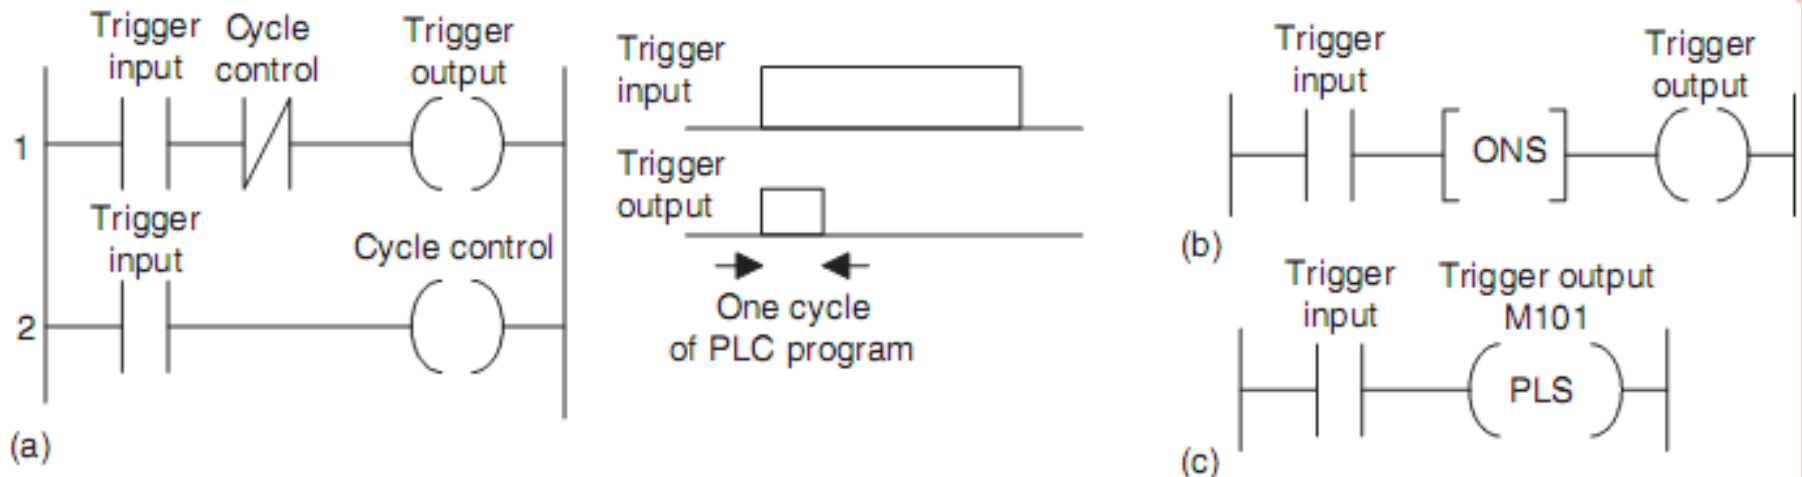 Trigger
input
Cycle
control
Trigger
output
1
Trigger
input
Cycle control
2
(a)
Trigger
input
Trigger
output
One cycle
of PLC program
Trigger
input
Trigger
output
ONS
(b)
Trigger
input
Trigger output
M101
PLS
(c)